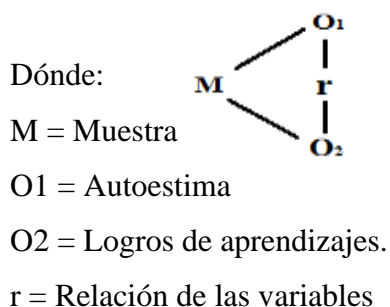 O₁
Dónde:
M
r
M = Muestra
O₂
O1 = Autoestima
O2 = Logros de aprendizajes.
r = Relación de las variables